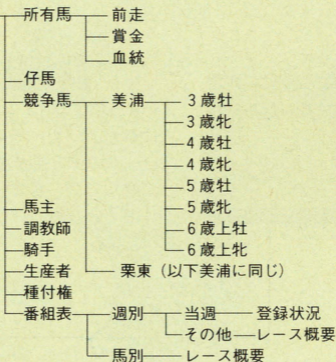 所有馬 前走
賞金
血統
仔馬
競争馬 美浦 3歳牡
3歳牝
4歳牡
4歳牝
5歳牡
馬主 5歳牝
調教師 6歳上牡
騎手 6歳上牝
生産者 栗東(以下美浦に同じ)
種付権
番組表 週別 当週 登録状況
その他 レース概要
馬別 レース概要